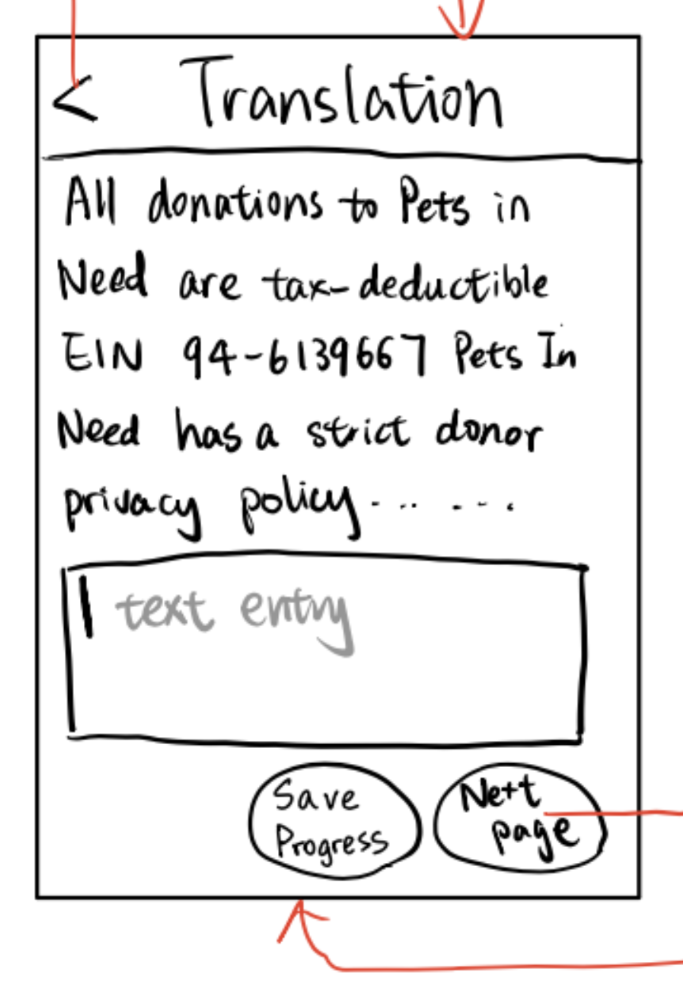 < Translation
All donations to Pets in
Need are tax-deductible
EIN 94-6139667 Pets In
Need has a strict donor
privacy policy.... ....
text entry
Save
Progress
Next
page